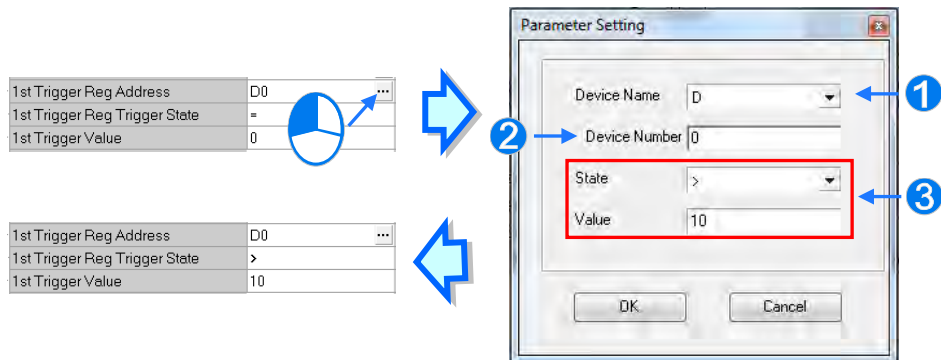 1st Trigger Reg Address D0 ...
1st Trigger Reg Trigger State =
1st Trigger Value 0
1st Trigger Reg Address D0 ...
1st Trigger Reg Trigger State >
1st Trigger Value 10
Parameter Setting
Device Name D
1
2
Device Number 0
State >
3
Value 10
OK
Cancel